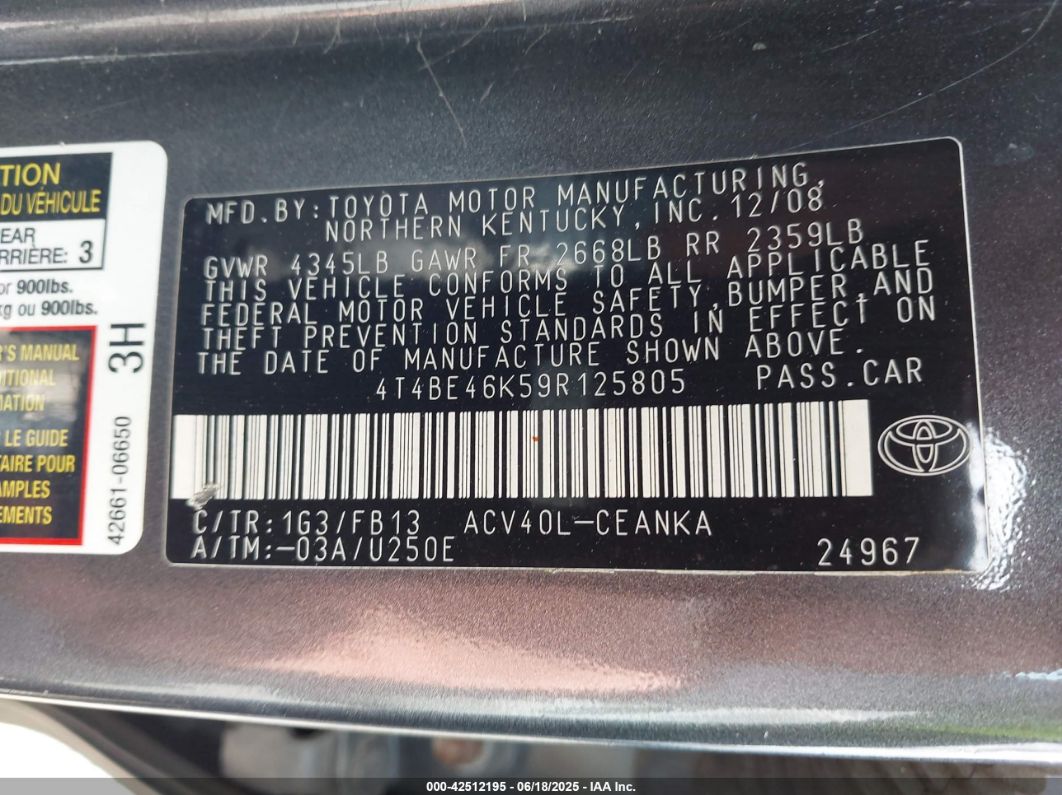 TION
DU VÉHICULE
EAR
RRIÈRE: 3
or 900lbs.
kg ou 900lbs.
R'S MANUAL
DITIONAL
MATION
LE GUIDE
TAIRE POUR
AMPLES
EMENTS
3H
42661-06650
MFD.BY:TOYOTA MOTOR MANUFACTURING,
NORTHERN KENTUCKY, INC. 12/08
GVWR 4345LB GAWR FR 2668LB RR 2359LB
THIS VEHICLE CONFORMS TO ALL APPLICABLE
FEDERAL MOTOR VEHICLE SAFETY,BUMPER,AND
THEFT PREVENTION STANDARDS IN EFFECT ON
THE DATE OF MANUFACTURE SHOWN ABOVE.
4T4BE46K59R125805 PASS.CAR
C/TR:1G3/FB13 ACV40L-CEANKA
A/TM:-03A/U250E 24967
000-42512195 - 06/18/2025 - IAA Inc.